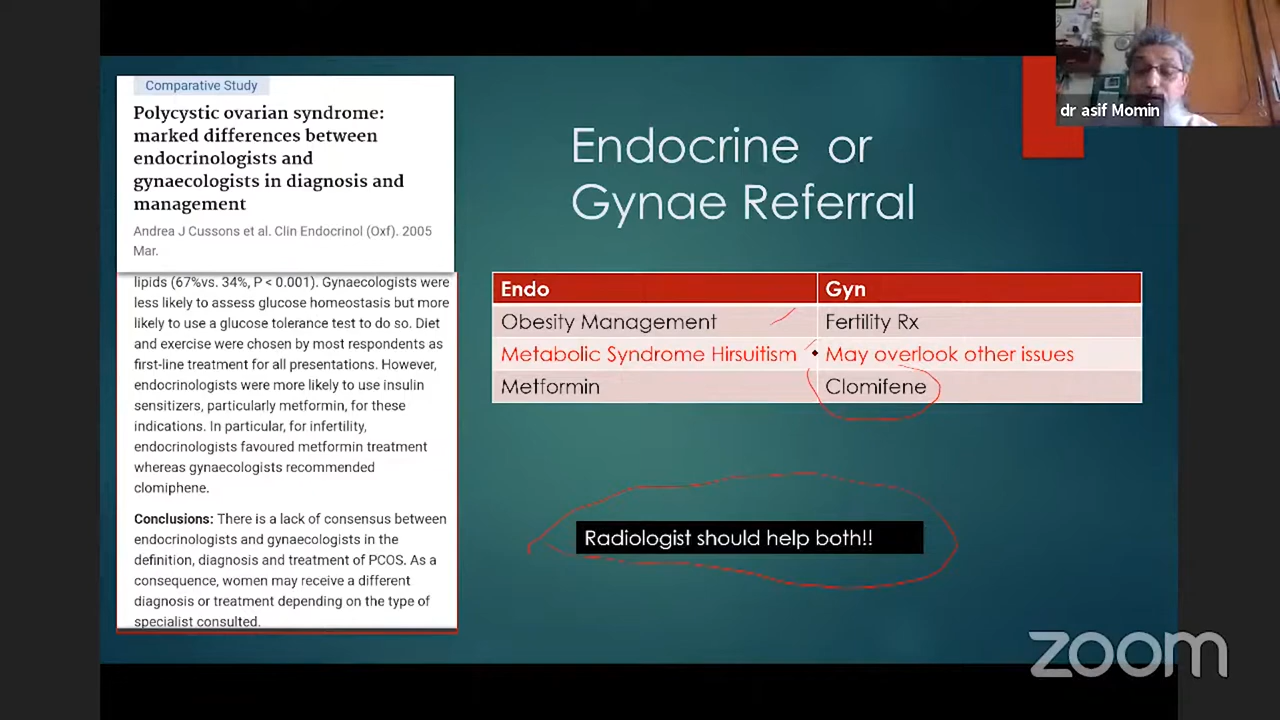 Comparative Study
Polycystic ovarian syndrome:
marked differences between
endocrinologists and
gynaecologists in diagnosis and
management
Andrea J Cussons et al. Clin Endocrinol (Oxf). 2005
Mar.
lipids (67%vs. 34%, P < 0.001). Gynaecologists were
less likely to assess glucose homeostasis but more
likely to use a glucose tolerance test to do so. Diet
and exercise were chosen by most respondents as
first-line treatment for all presentations. However,
endocrinologists were more likely to use insulin
sensitizers, particularly metformin, for these
indications. In particular, for infertility,
endocrinologists favoured metformin treatment
whereas gynaecologists recommended
clomiphene.
Conclusions: There is a lack of consensus between
endocrinologists and gynaecologists in the
definition, diagnosis and treatment of PCOS. As a
consequence, women may receive a different
diagnosis or treatment depending on the type of
specialist consulted.
Endocrine or
Gynae Referral
Endo Gyn
Obesity Management Fertility Rx
Metabolic Syndrome Hirsuitism May overlook other issues
Metformin Clomifene
Radiologist should help both!!
dr asif Momin
zoom